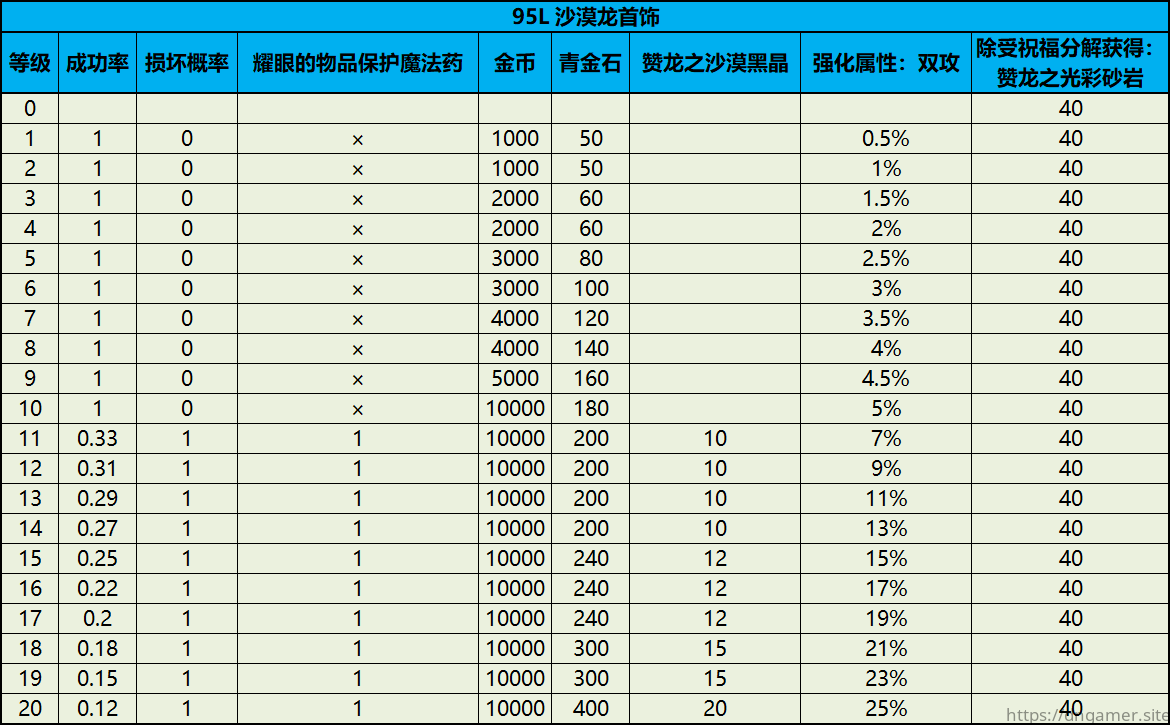 95L 沙漠龙首饰
等级 成功率 损坏概率 耀眼的物品保护魔法药 金币 青金石 赞龙之沙漠黑晶 强化属性：双攻 除受祝福分解获得：
赞龙之光彩砂岩
0 40
1 1 0 × 1000 50 0.5% 40
2 1 0 × 1000 50 1% 40
3 1 0 × 2000 60 1.5% 40
4 1 0 × 2000 60 2% 40
5 1 0 × 3000 80 2.5% 40
6 1 0 × 3000 100 3% 40
7 1 0 × 4000 120 3.5% 40
8 1 0 × 4000 140 4% 40
9 1 0 × 5000 160 4.5% 40
10 1 0 × 10000 180 5% 40
11 0.33 1 1 10000 200 10 7% 40
12 0.31 1 1 10000 200 10 9% 40
13 0.29 1 1 10000 200 10 11% 40
14 0.27 1 1 10000 200 10 13% 40
15 0.25 1 1 10000 240 12 15% 40
16 0.22 1 1 10000 240 12 17% 40
17 0.2 1 1 10000 240 12 19% 40
18 0.18 1 1 10000 300 15 21% 40
19 0.15 1 1 10000 300 15 23% 40
20 0.12 1 1 10000 400 20 25% 40
https://dngamer.site